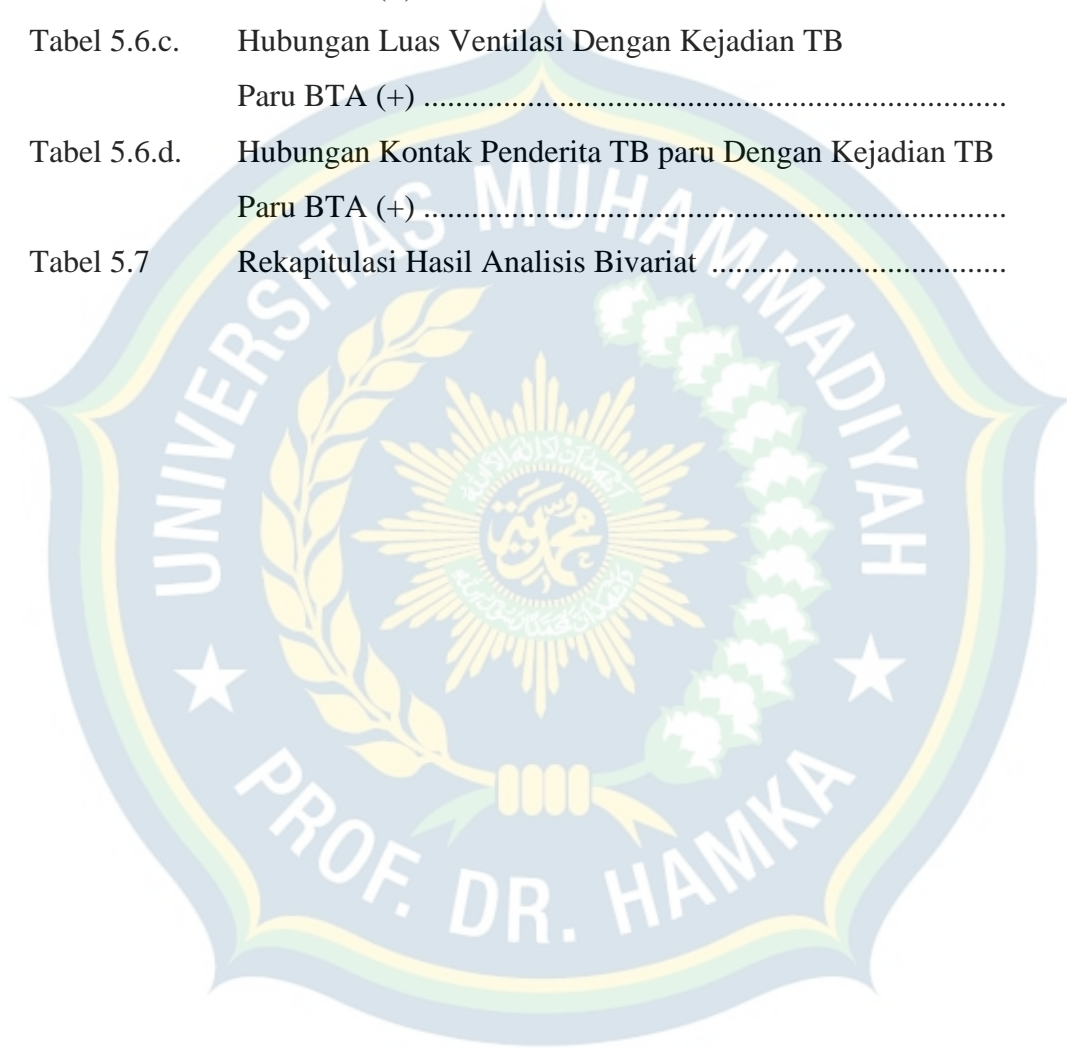 Tabel 5.6.c. Hubungan Luas Ventilasi Dengan Kejadian TB
Paru BTA (+) ........................................................................
Tabel 5.6.d. Hubungan Kontak Penderita TB paru Dengan Kejadian TB
Paru BTA (+) ........................................................................
Tabel 5.7 Rekapitulasi Hasil Analisis Bivariat .....................................
UNIVERSITAS MUHAMMADIYAH
PROF. DR. HAMKA